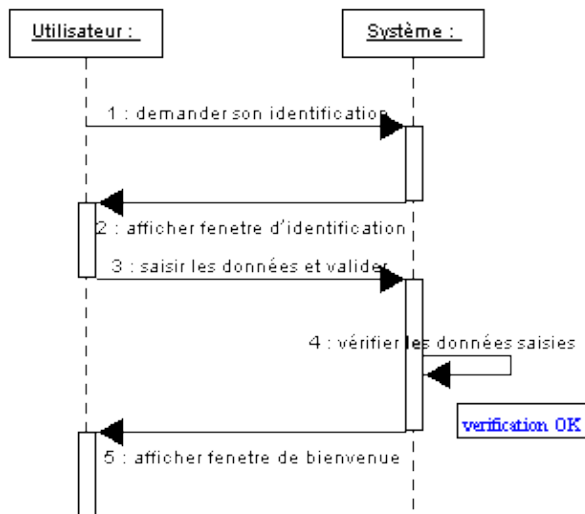 Utilisateur :
Système :
1 : demander son identification
2 : afficher fenetre d'identification
3 : saisir les données et valider
4 : vérifier les données saisies
verification OK
5 : afficher fenetre de bienvenue